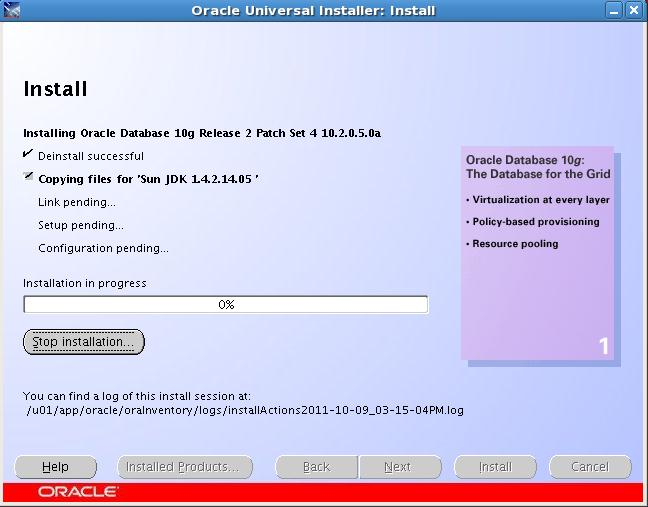 Oracle Universal Installer: Install
Install
Installing Oracle Database 10g Release 2 Patch Set 4 10.2.0.5.0a
Deinstall successful
Copying files for 'Sun JDK 1.4.2.14.05 '
Link pending...
Setup pending...
Configuration pending...
Oracle Database 10g:
The Database for the Grid
• Virtualization at every layer
• Policy-based provisioning
• Resource pooling
1
Installation in progress
0%
Stop installation...
You can find a log of this install session at:
/u01/app/oracle/oraInventory/logs/installActions2011-10-09_03-15-04PM.log
Help
Installed Products...
Back
Next
Install
Cancel
ORACLE